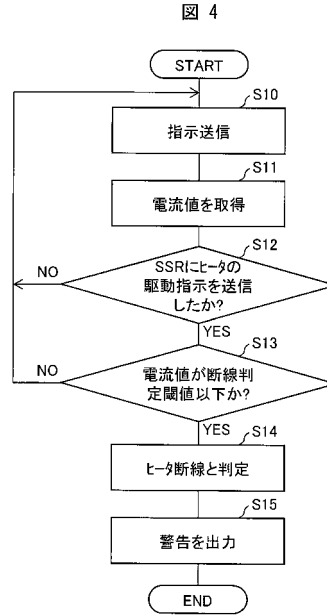 図 4
START
S10
指示送信
S11
電流値を取得
S12
SSRにヒータの
駆動指示を送信
したか?
NO
YES
S13
電流値が断線判
定閾値以下か?
NO
YES
S14
ヒータ断線と判定
S15
警告を出力
END